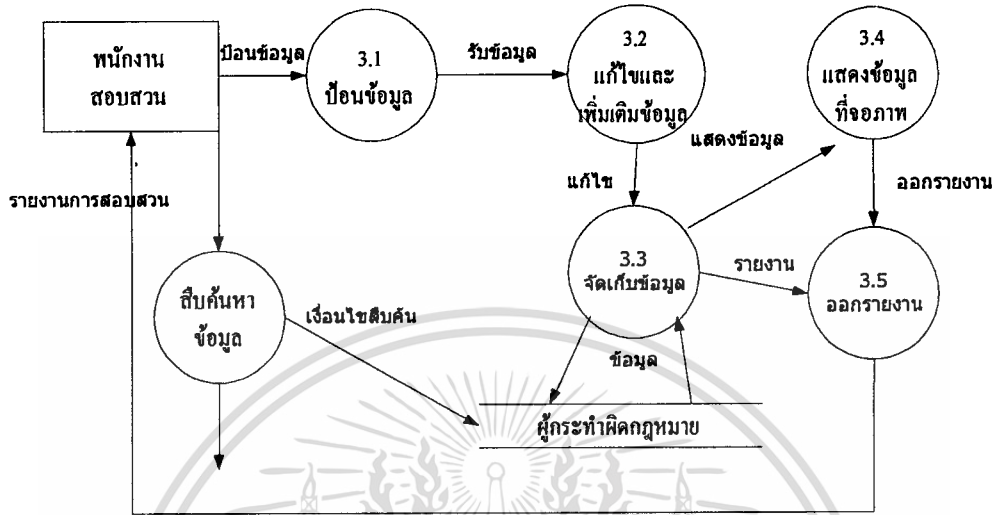 พนักงาน
สอบสวน
ป้อนข้อมูล
3.1
ป้อนข้อมูล
รับข้อมูล
3.2
แก้ไขและ
เพิ่มเติมข้อมูล
3.4
แสดงข้อมูล
ที่จอภาพ
แสดงข้อมูล
แก้ไข
ออกรายงาน
รายงานการสอบสวน
3.3
จัดเก็บข้อมูล
รายงาน
3.5
ออกรายงาน
สืบค้นหา
ข้อมูล
เงื่อนไขสืบค้น
ข้อมูล
ผู้กระทำผิดกฎหมาย